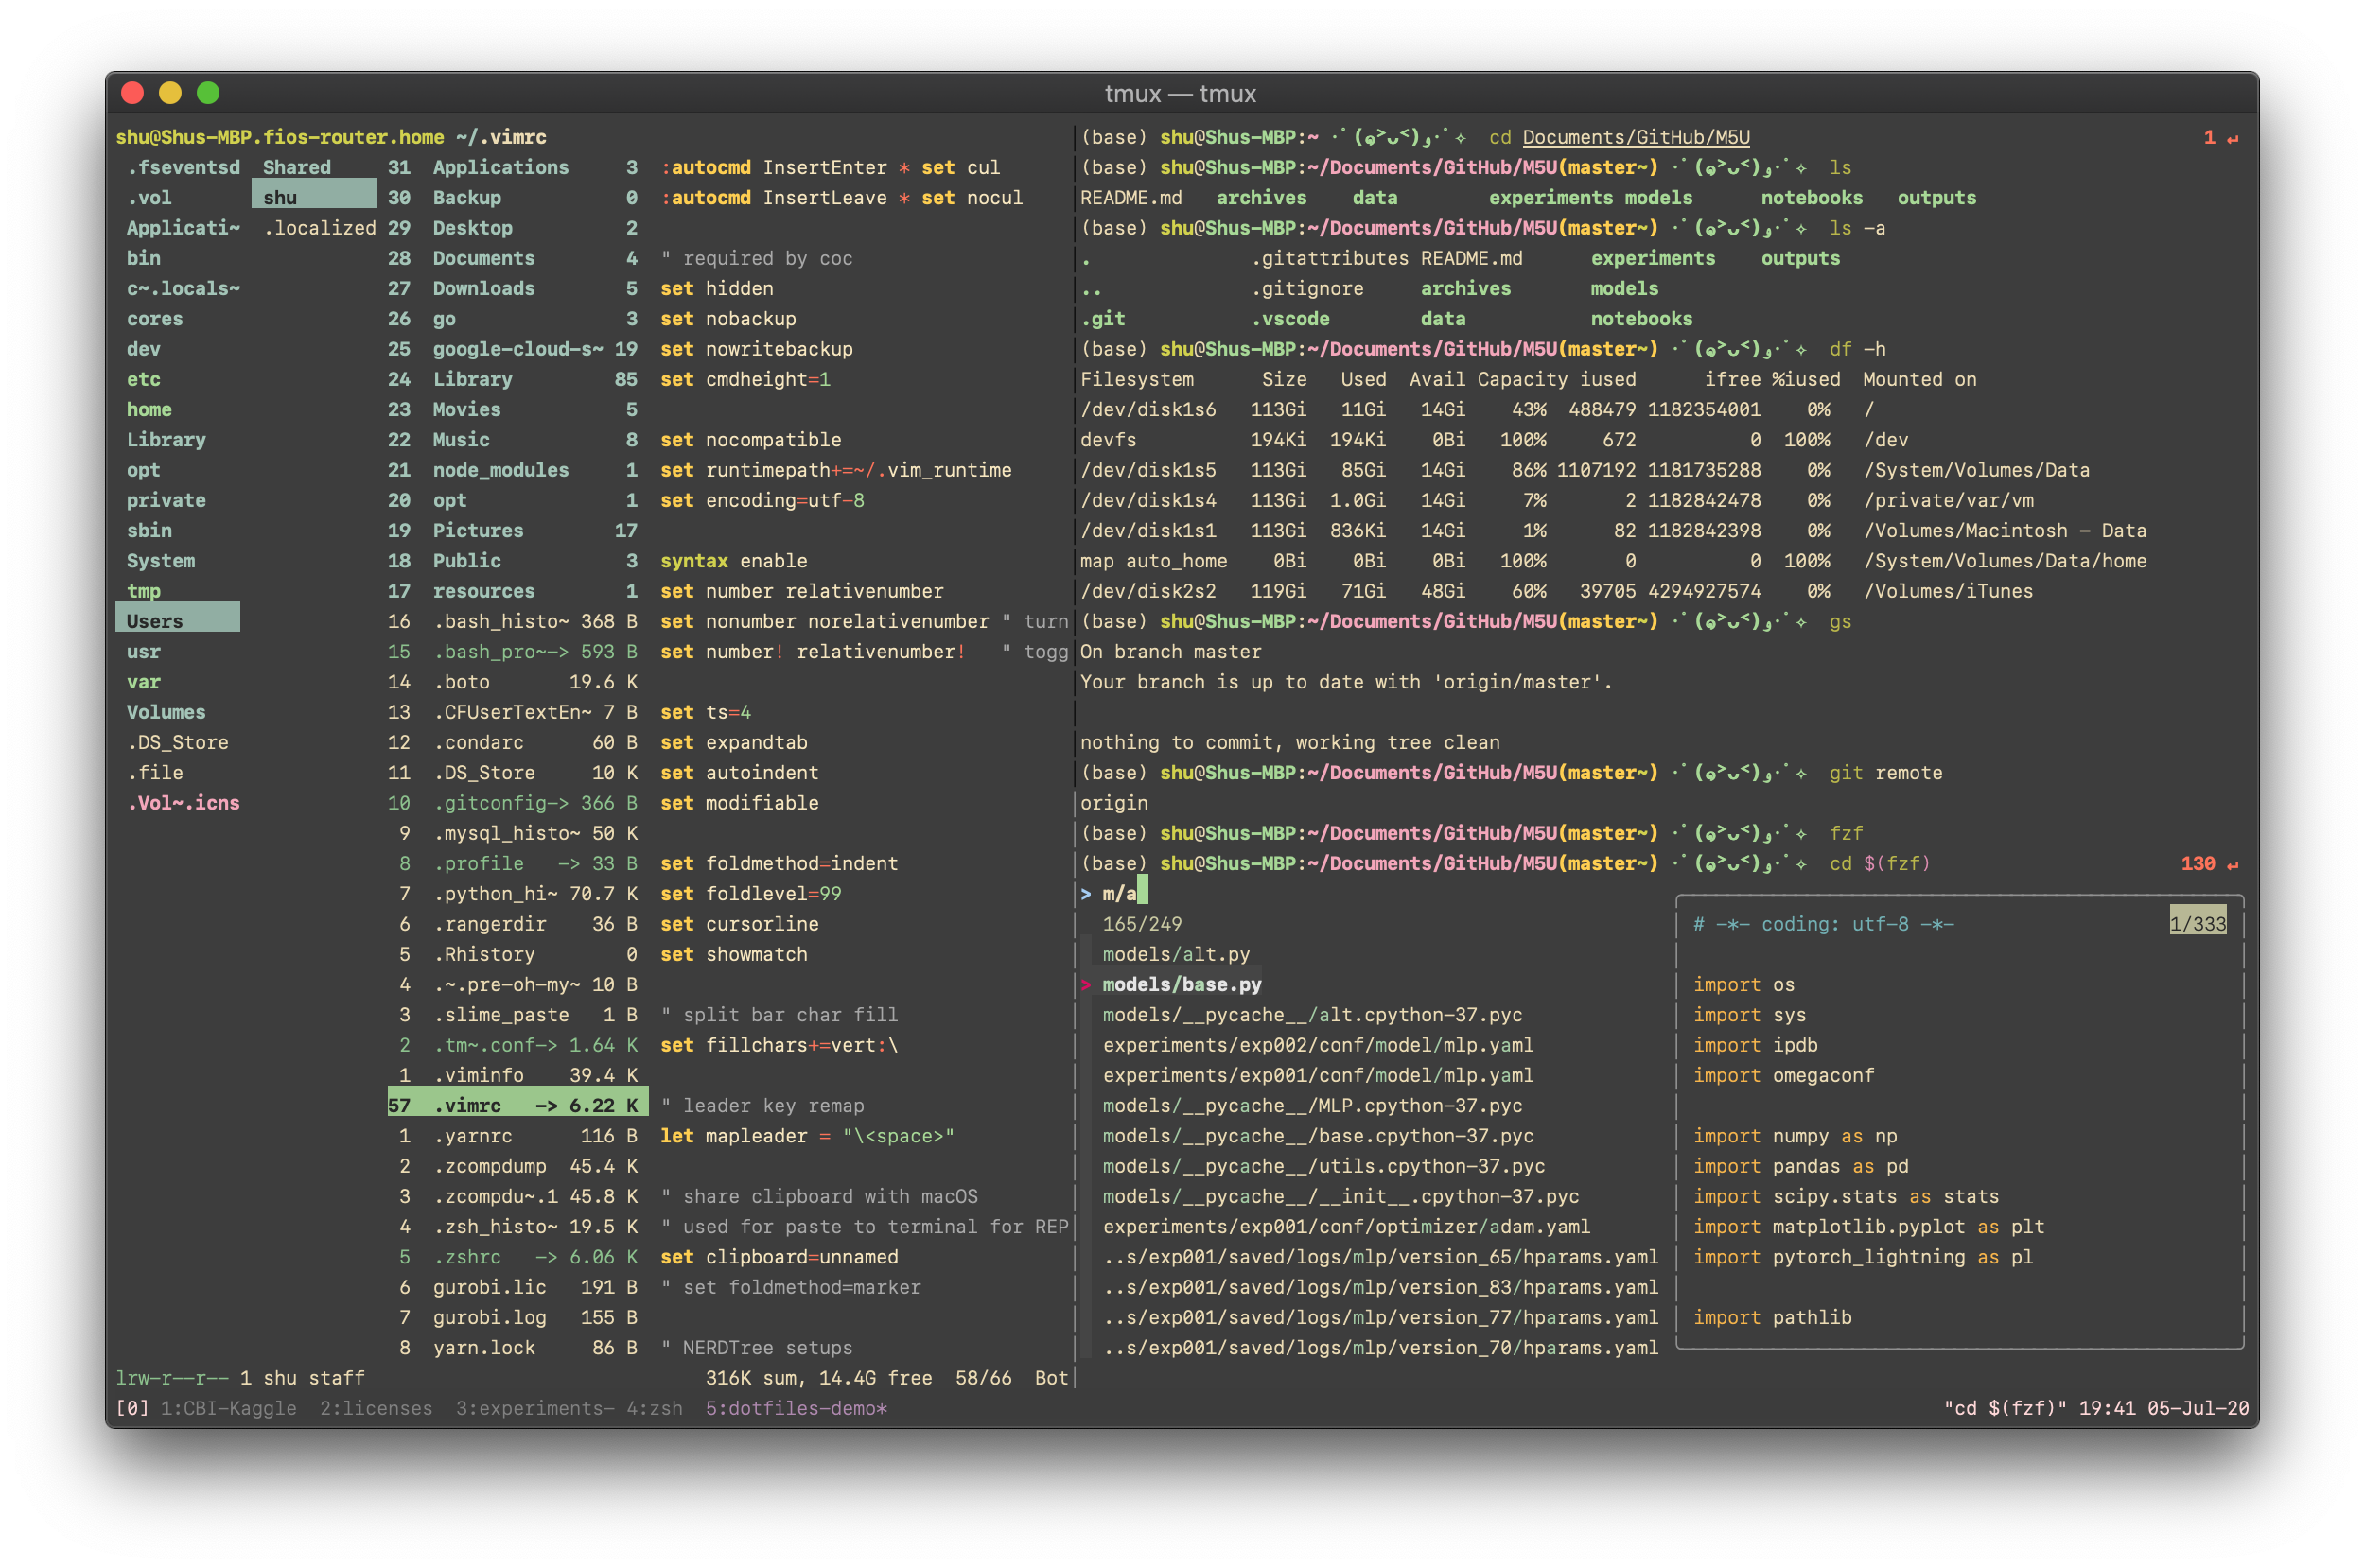 tmux — tmux
shu@Shus-MBP.fios-router.home ~/.vimrc
.fseventsd
.vol
Applicati~
bin
c~.locals~
cores
dev
etc
home
Library
opt
private
sbin
System
tmp
Users
usr
var
Volumes
.DS_Store
.file
.Vol~.icns
Shared
shu
.localized
31 Applications 3
30 Backup 0
29 Desktop 2
28 Documents 4
27 Downloads 5
26 go 3
25 google-cloud-s~ 19
24 Library 85
23 Movies 5
22 Music 8
21 node_modules 1
20 opt 1
19 Pictures 17
18 Public 3
17 resources 1
16 .bash_histo~ 368 B
15 .bash_pro~-> 593 B
14 .boto 19.6 K
13 .CFUserTextEn~ 7 B
12 .condarc 60 B
11 .DS_Store 10 K
10 .gitconfig-> 366 B
9 .mysql_histo~ 50 K
8 .profile -> 33 B
7 .python_hi~ 70.7 K
6 .rangerdir 36 B
5 .Rhistory 0
4 .~.pre-oh-my~ 10 B
3 .slime_paste 1 B
2 .tm~.conf-> 1.64 K
1 .viminfo 39.4 K
57 .vimrc -> 6.22 K
1 .yarnrc 116 B
2 .zcompdump 45.4 K
3 .zcompdu~.1 45.8 K
4 .zsh_histo~ 19.5 K
5 .zshrc -> 6.06 K
6 gurobi.lic 191 B
7 gurobi.log 155 B
8 yarn.lock 86 B
:autocmd InsertEnter * set cul
:autocmd InsertLeave * set nocul
" required by coc
set hidden
set nobackup
set nowritebackup
set cmdheight=1
set nocompatible
set runtimepath+=~/.vim_runtime
set encoding=utf-8
syntax enable
set number relativenumber
set nonumber norelativenumber " turn
set number! relativenumber! " togg
set ts=4
set expandtab
set autoindent
set modifiable
set foldmethod=indent
set foldlevel=99
set cursorline
set showmatch
" split bar char fill
set fillchars+=vert:\
" leader key remap
let mapleader = "\<space>"
" share clipboard with macOS
" used for paste to terminal for REP
set clipboard=unnamed
" set foldmethod=marker
" NERDTree setups
lrw-r--r-- 1 shu staff 316K sum, 14.4G free 58/66 Bot
(base) shu@Shus-MBP:~ ·˚(๑˃ᴗ˂)و·˚✧ cd Documents/GitHub/M5U 1 ↵
(base) shu@Shus-MBP:~/Documents/GitHub/M5U(master~) ·˚(๑˃ᴗ˂)و·˚✧ ls
README.md archives data experiments models notebooks outputs
(base) shu@Shus-MBP:~/Documents/GitHub/M5U(master~) ·˚(๑˃ᴗ˂)و·˚✧ ls -a
. .gitattributes README.md experiments outputs
.. .gitignore archives models
.git .vscode data notebooks
(base) shu@Shus-MBP:~/Documents/GitHub/M5U(master~) ·˚(๑˃ᴗ˂)و·˚✧ df -h
Filesystem Size Used Avail Capacity iused ifree %iused Mounted on
/dev/disk1s6 113Gi 11Gi 14Gi 43% 488479 1182354001 0% /
devfs 194Ki 194Ki 0Bi 100% 672 0 100% /dev
/dev/disk1s5 113Gi 85Gi 14Gi 86% 1107192 1181735288 0% /System/Volumes/Data
/dev/disk1s4 113Gi 1.0Gi 14Gi 7% 2 1182842478 0% /private/var/vm
/dev/disk1s1 113Gi 836Ki 14Gi 1% 82 1182842398 0% /Volumes/Macintosh - Data
map auto_home 0Bi 0Bi 0Bi 100% 0 0 100% /System/Volumes/Data/home
/dev/disk2s2 119Gi 71Gi 48Gi 60% 39705 4294927574 0% /Volumes/iTunes
(base) shu@Shus-MBP:~/Documents/GitHub/M5U(master~) ·˚(๑˃ᴗ˂)و·˚✧ gs
On branch master
Your branch is up to date with 'origin/master'.
nothing to commit, working tree clean
(base) shu@Shus-MBP:~/Documents/GitHub/M5U(master~) ·˚(๑˃ᴗ˂)و·˚✧ git remote
origin
(base) shu@Shus-MBP:~/Documents/GitHub/M5U(master~) ·˚(๑˃ᴗ˂)و·˚✧ fzf
(base) shu@Shus-MBP:~/Documents/GitHub/M5U(master~) ·˚(๑˃ᴗ˂)و·˚✧ cd $(fzf) 130 ↵
> m/a
165/249
models/alt.py
> models/base.py
models/__pycache__/alt.cpython-37.pyc
experiments/exp002/conf/model/mlp.yaml
experiments/exp001/conf/model/mlp.yaml
models/__pycache__/MLP.cpython-37.pyc
models/__pycache__/base.cpython-37.pyc
models/__pycache__/utils.cpython-37.pyc
models/__pycache__/__init__.cpython-37.pyc
experiments/exp001/conf/optimizer/adam.yaml
..s/exp001/saved/logs/mlp/version_65/hparams.yaml
..s/exp001/saved/logs/mlp/version_83/hparams.yaml
..s/exp001/saved/logs/mlp/version_77/hparams.yaml
..s/exp001/saved/logs/mlp/version_70/hparams.yaml
# -*- coding: utf-8 -*- 1/333
import os
import sys
import ipdb
import omegaconf
import numpy as np
import pandas as pd
import scipy.stats as stats
import matplotlib.pyplot as plt
import pytorch_lightning as pl
import pathlib
[0] 1:CBI-Kaggle 2:licenses 3:experiments- 4:zsh 5:dotfiles-demo* "cd $(fzf)" 19:41 05-Jul-20